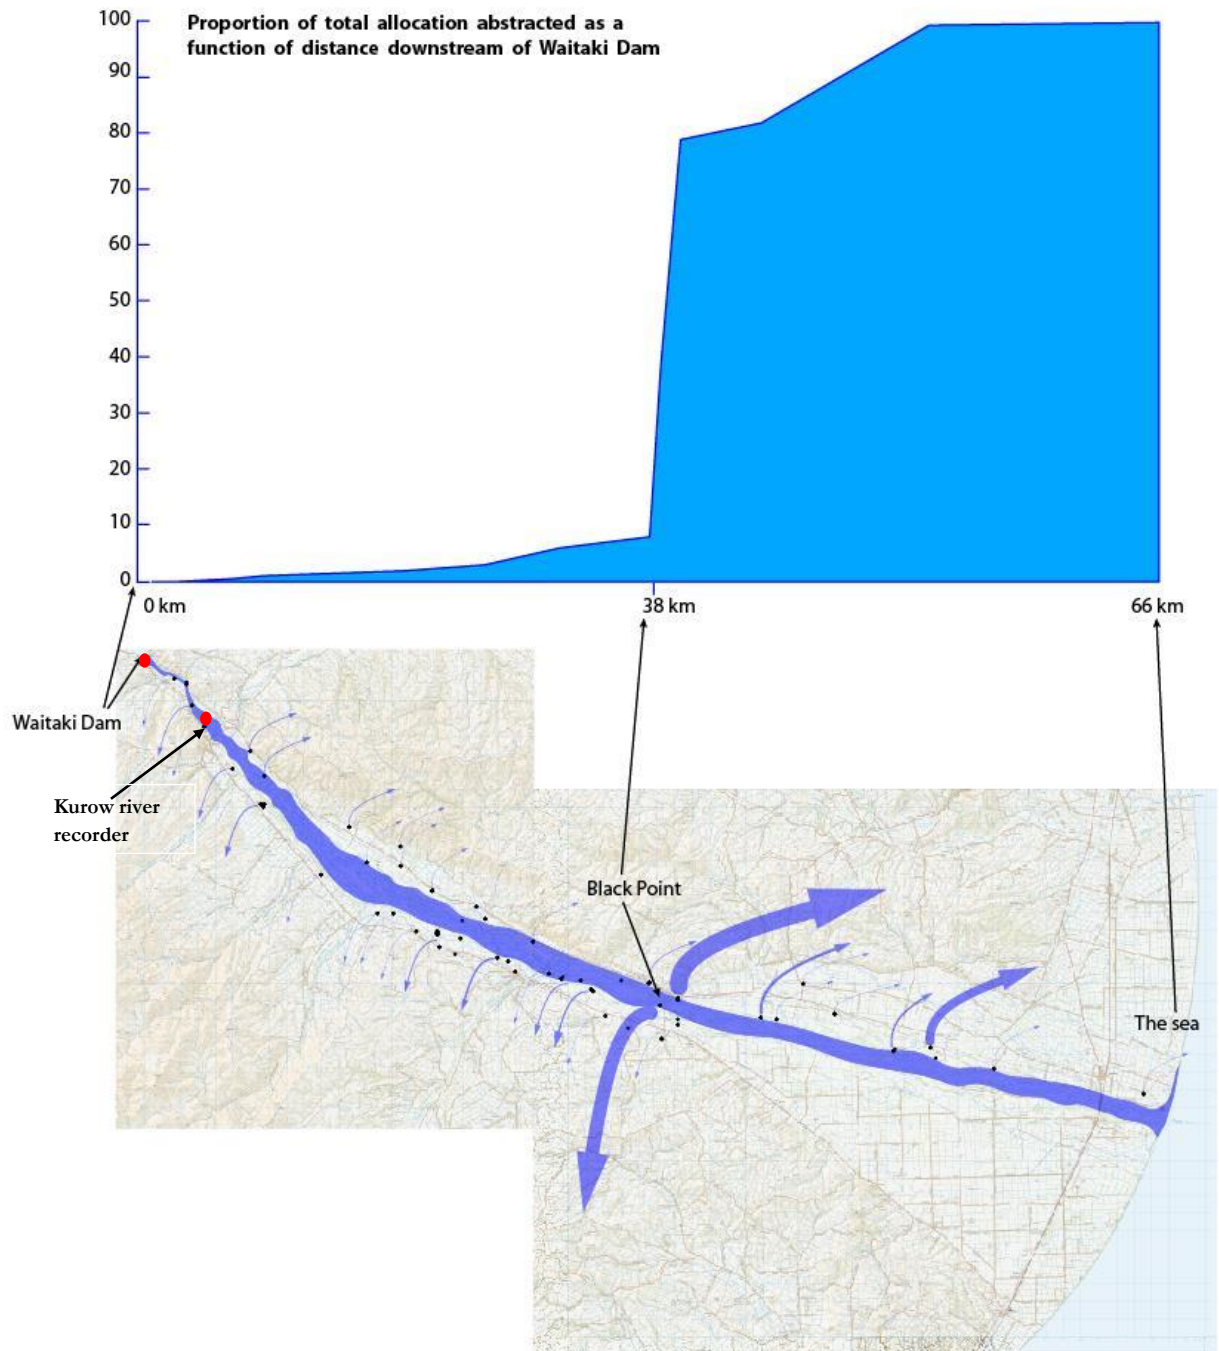 Proportion of total allocation abstracted as a
function of distance downstream of Waitaki Dam
100
90
80
70
60
50
40
30
20
10
0
0 km
38 km
66 km
Waitaki Dam
Kurow river
recorder
Black Point
The sea